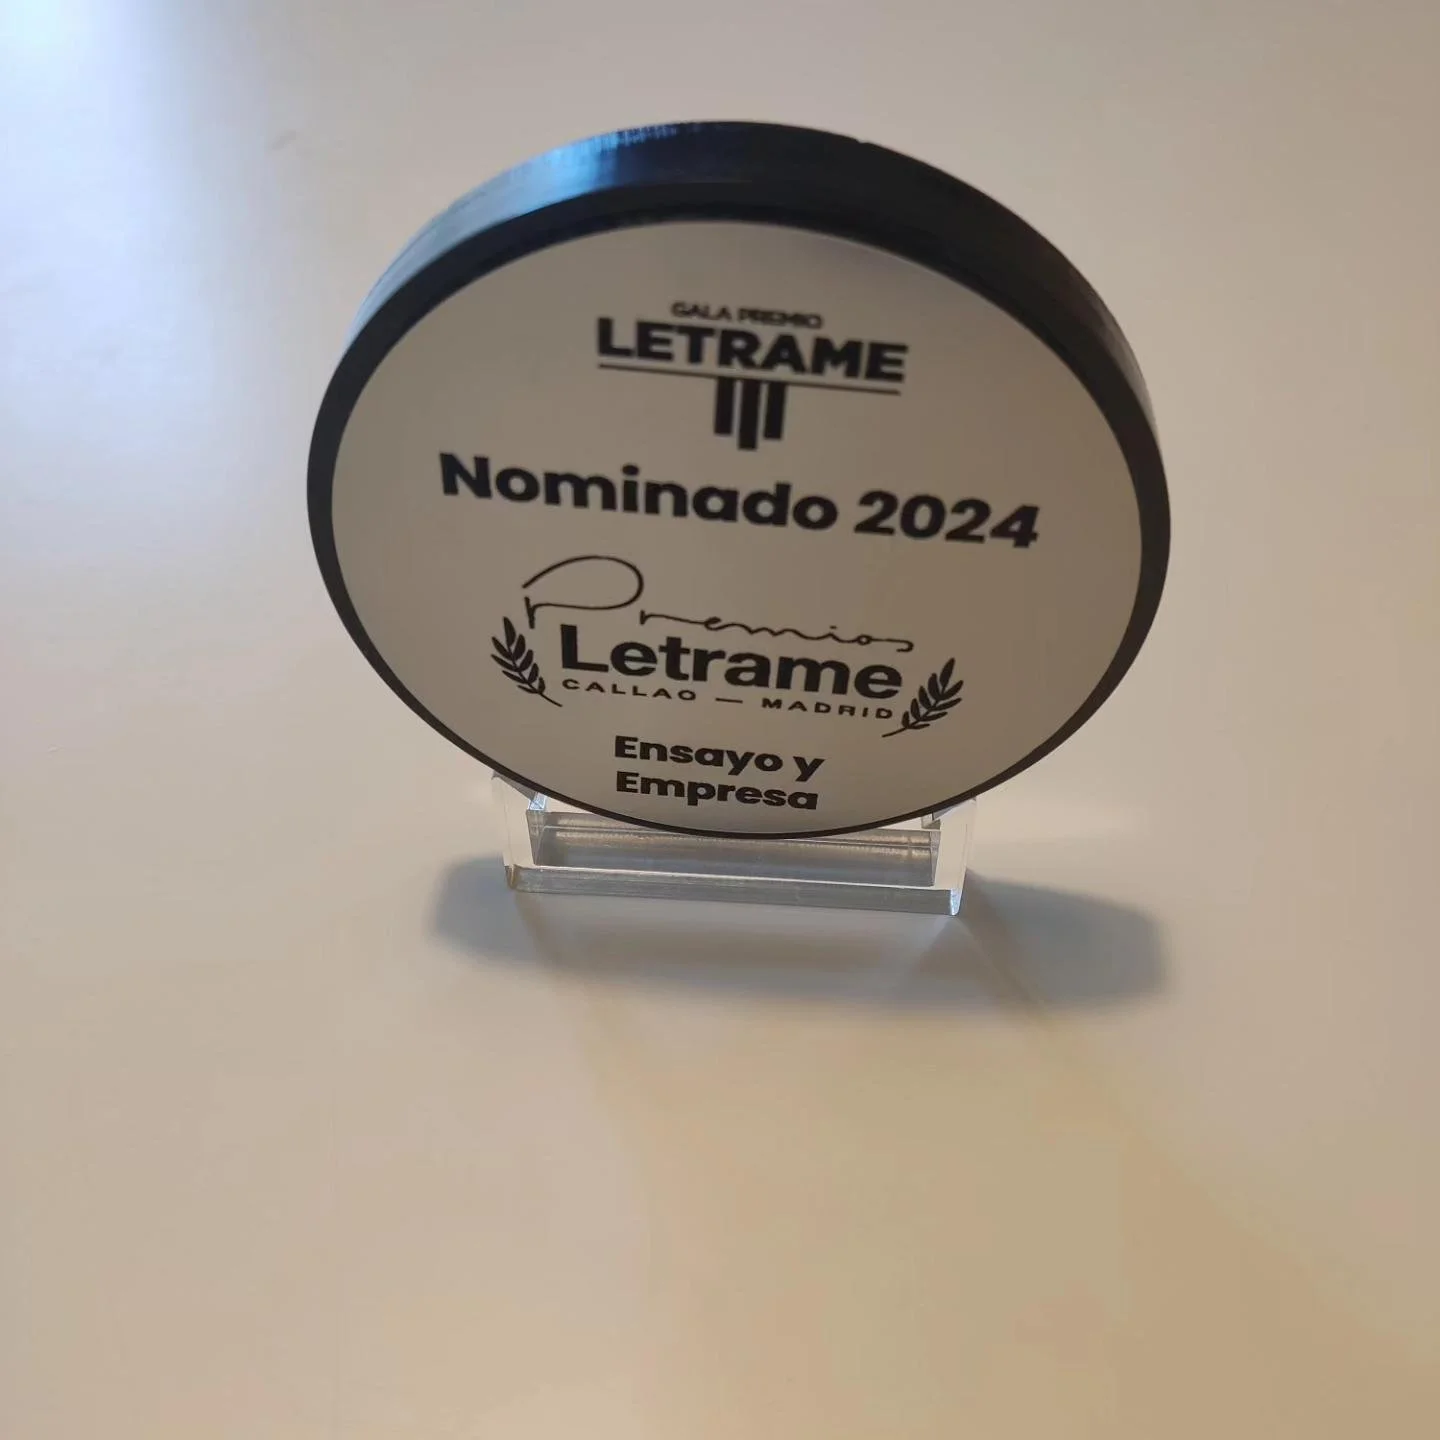 GALA PREMIO
LETRAME
Nominado 2024
Premios
Letrame
CALLAO — MADRID
Ensayo y
Empresa